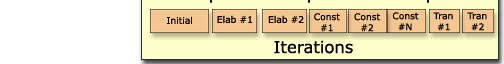 Initial
Elab #1
Elab #2
Const #1
Const #2
Const #N
Tran #1
Tran #2
Iterations